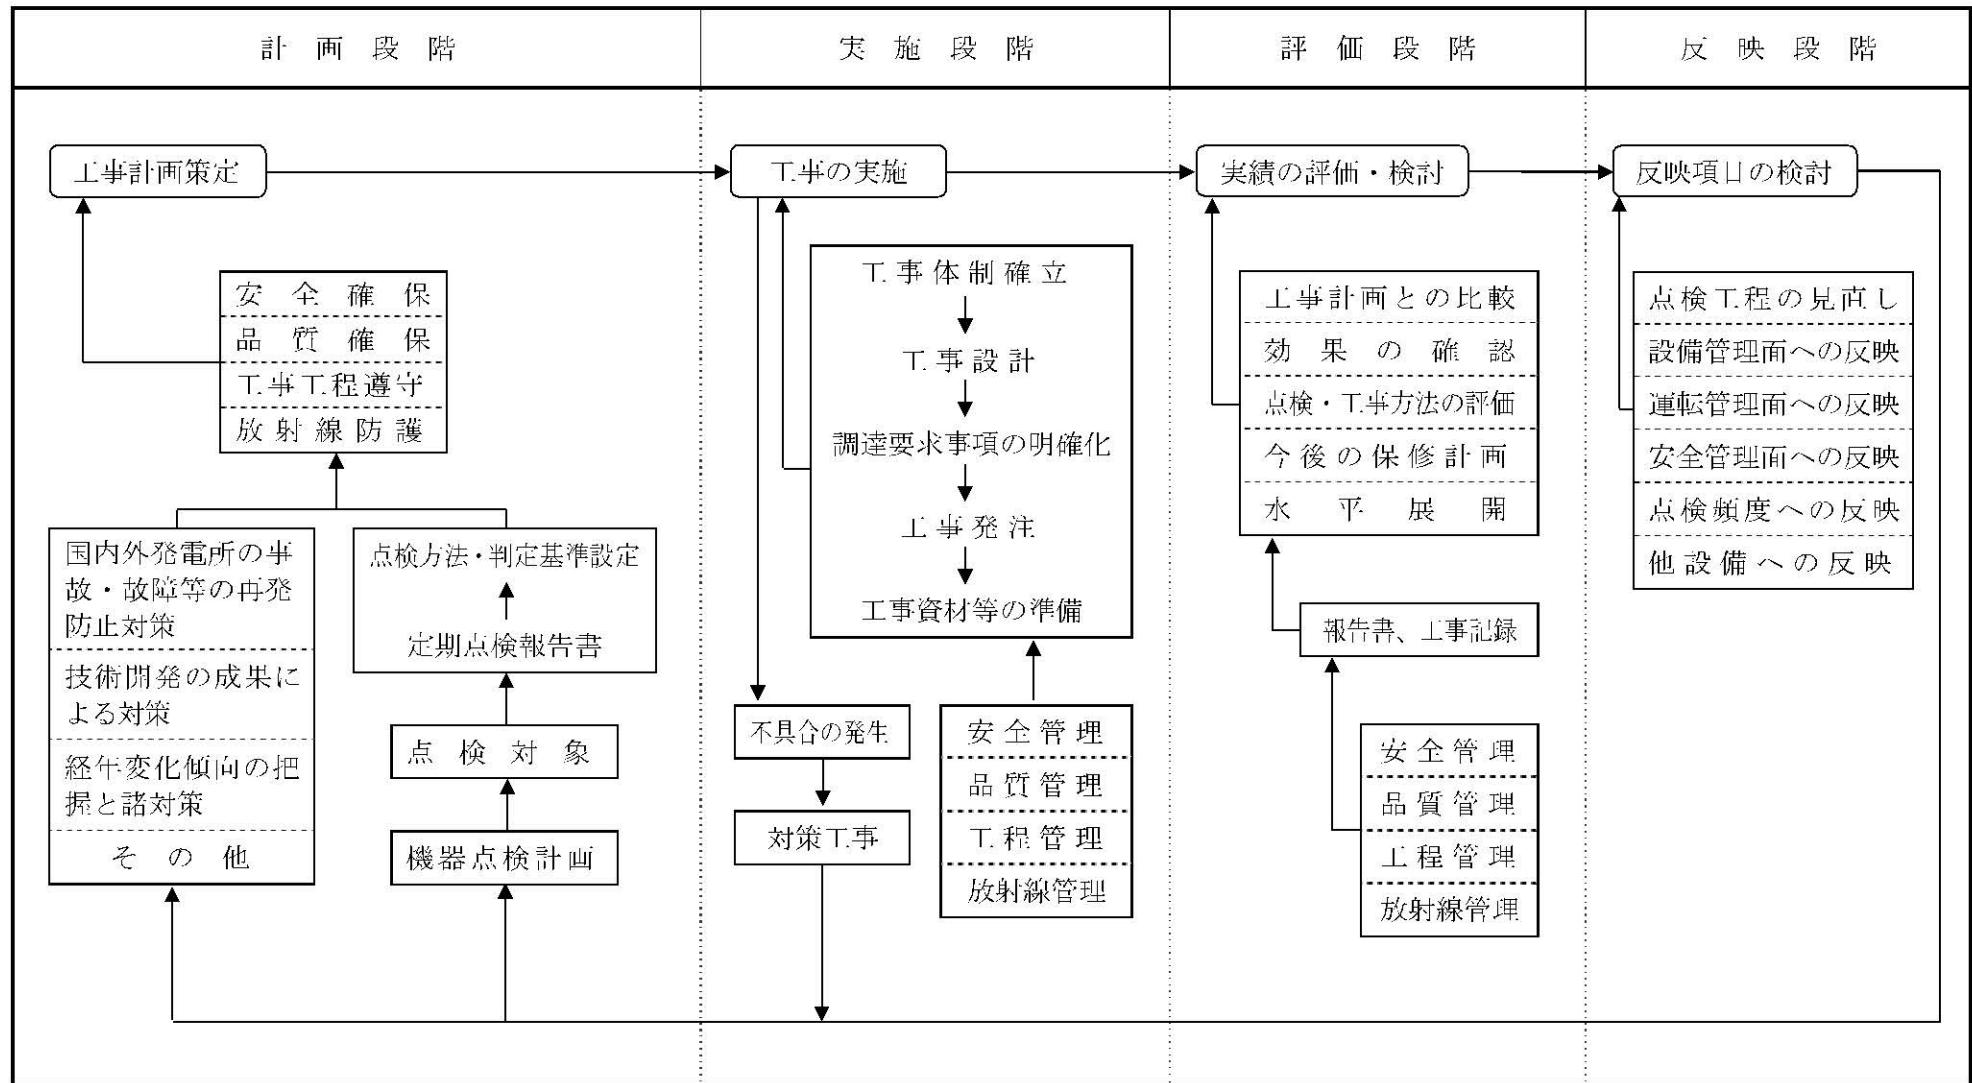 計画段階
実施段階
評価段階
反映段階
工事計画策定
工事の実施
実績の評価・検討
反映項目の検討
安全確保
品質確保
工事工程遵守
放射線防護
国内外発電所の事
故・故障等の再発
防止対策
技術開発の成果に
よる対策
経年変化傾向の把
握と諸対策
その他
点検方法・判定基準設定
定期点検報告書
点検対象
機器点検計画
工事体制確立
工事設計
調達要求事項の明確化
工事発注
工事資材等の準備
不具合の発生
対策工事
安全管理
品質管理
工程管理
放射線管理
工事計画との比較
効果の確認
点検・工事方法の評価
今後の保修計画
水平展開
報告書、工事記録
安全管理
品質管理
工程管理
放射線管理
点検工程の見直し
設備管理面への反映
運転管理面への反映
安全管理面への反映
点検頻度への反映
他設備への反映